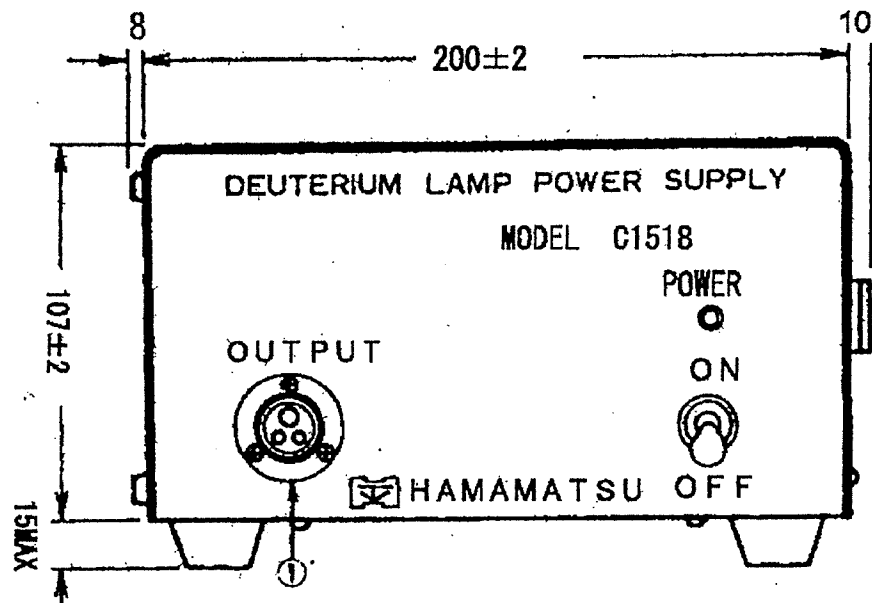 8
200±2
10
DEUTERIUM LAMP POWER SUPPLY
MODEL C1518
POWER
107±2
OUTPUT
ON
HAMAMATSU
OFF
15MAX
①